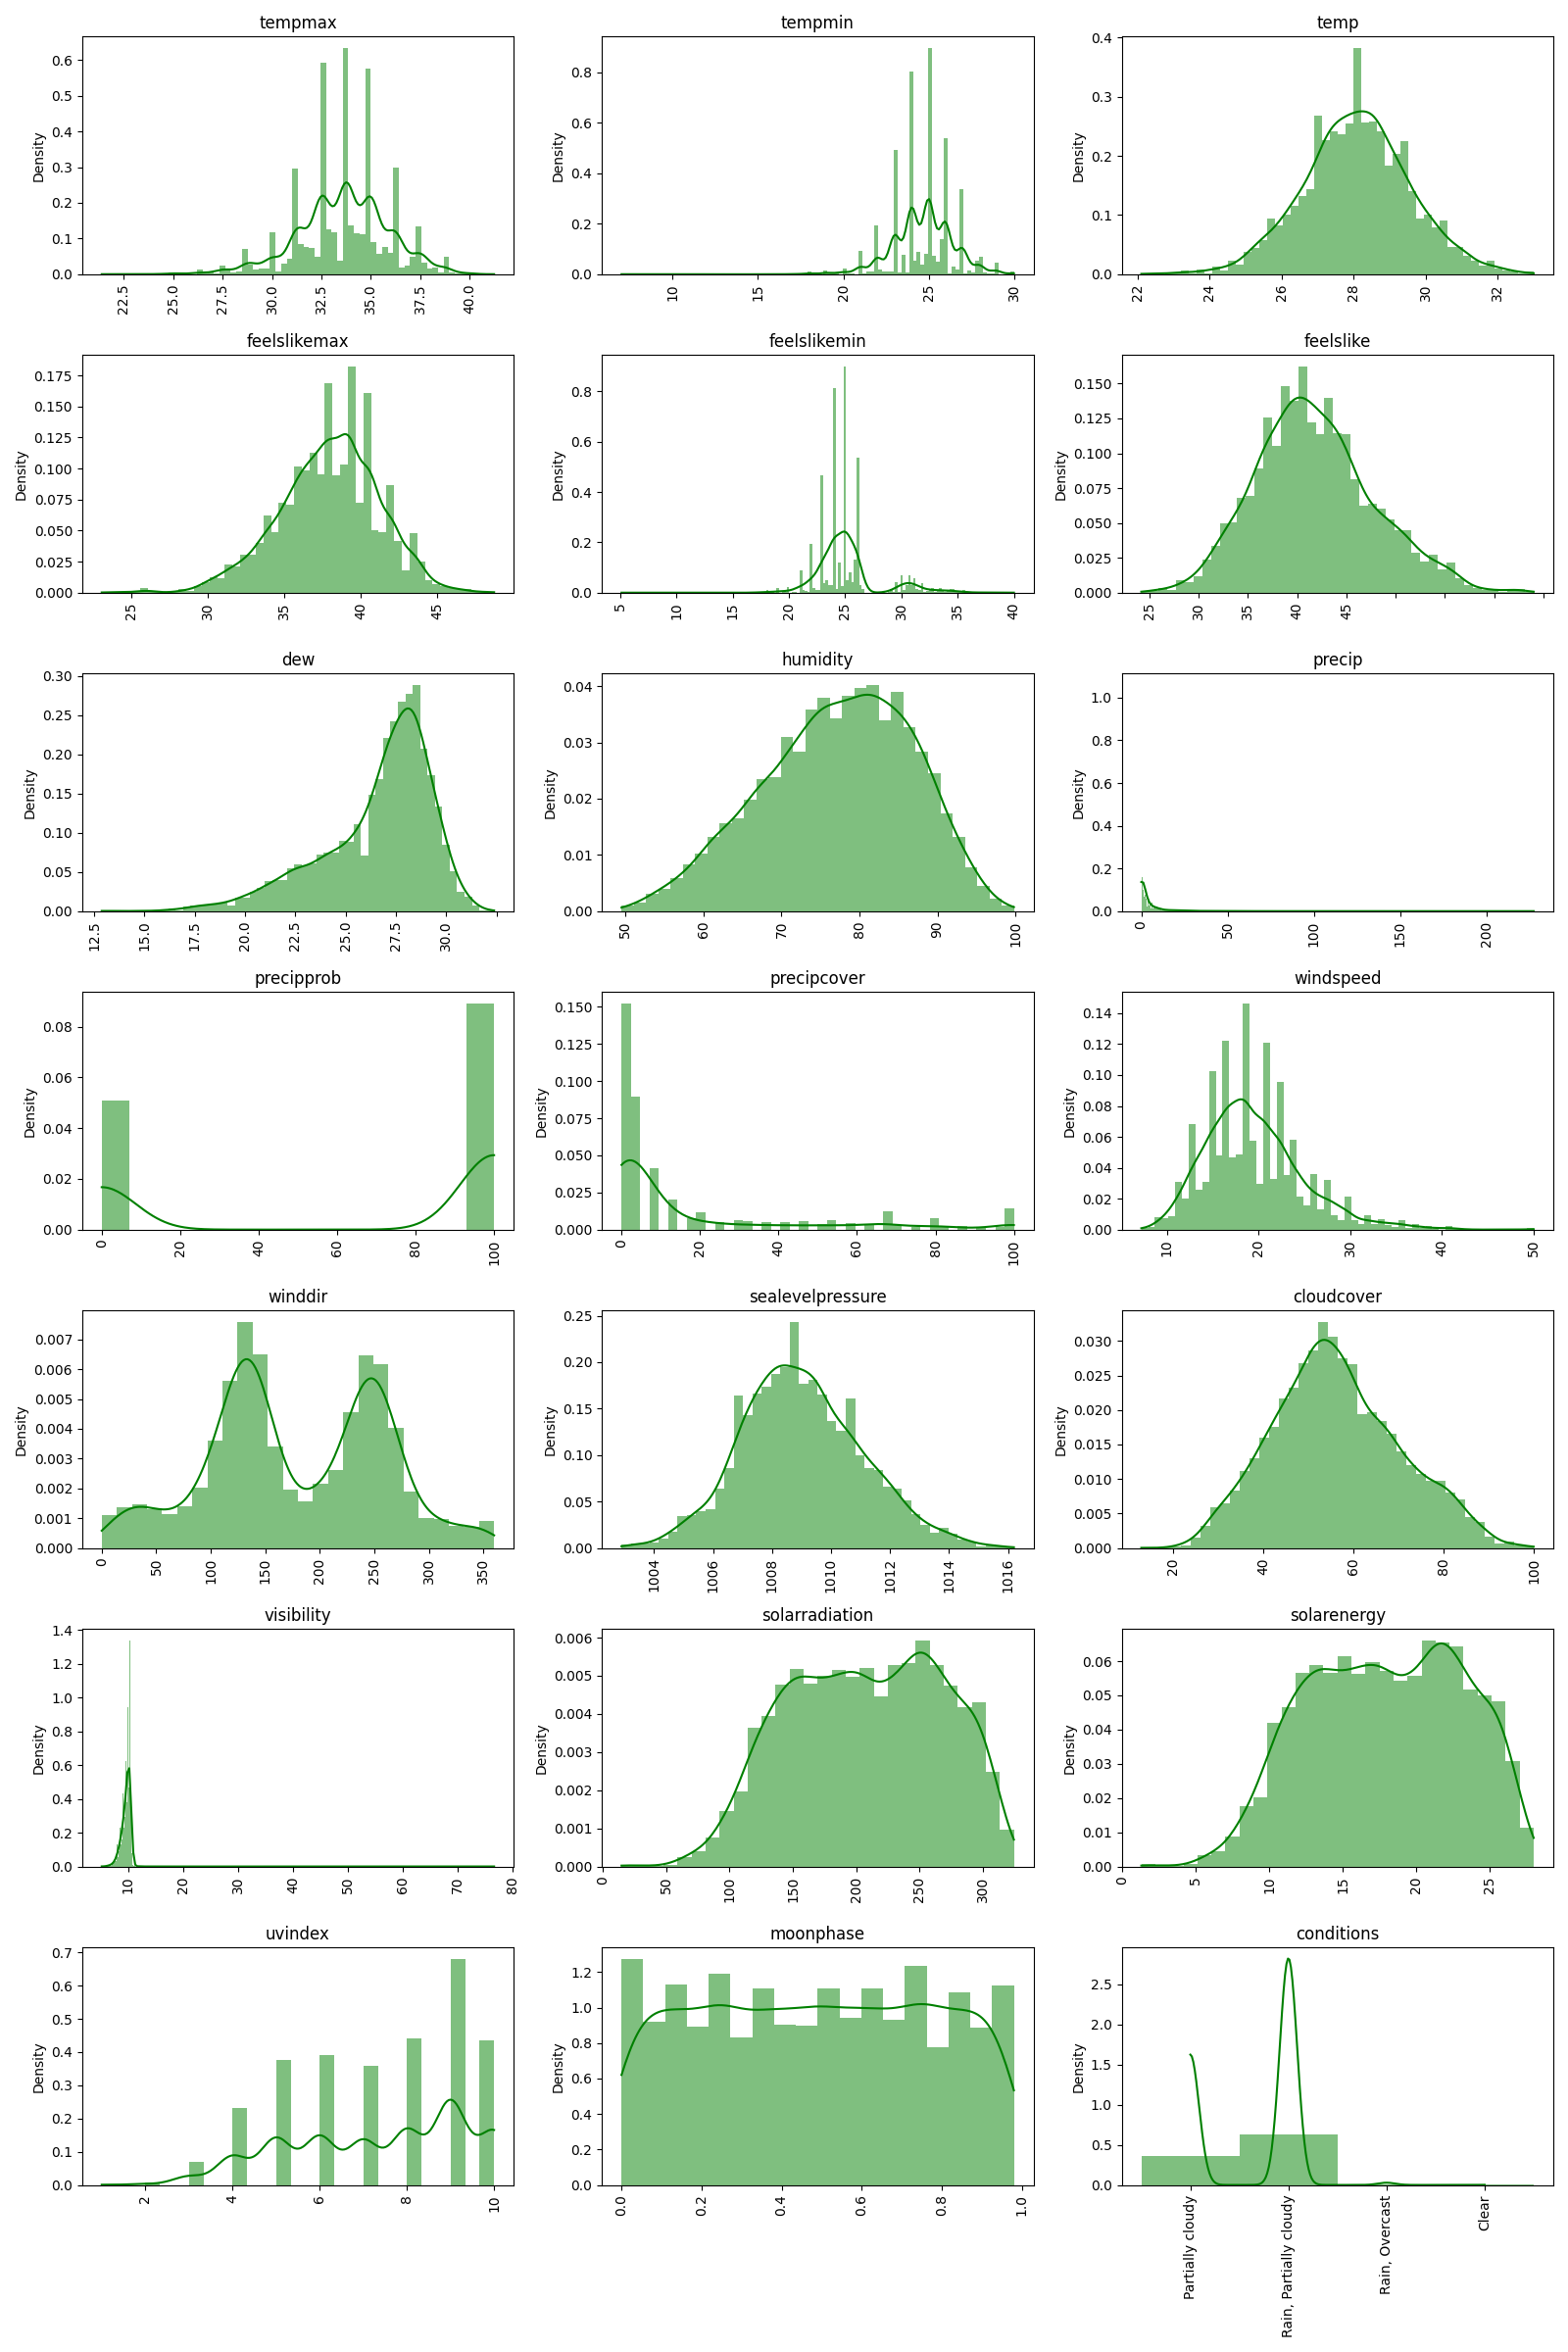 tempmax
Density
0.6
0.5
0.4
0.3
0.2
0.1
0.0
22.5 25.0 27.5 30.0 32.5 35.0 37.5 40.0
tempmin
Density
0.8
0.6
0.4
0.2
0.0
10 15 20 25 30
temp
Density
0.4
0.3
0.2
0.1
0.0
22 24 26 28 30 32
feelslikemax
Density
0.175
0.150
0.125
0.100
0.075
0.050
0.025
0.000
25 30 35 40 45
feelslikemin
Density
0.8
0.6
0.4
0.2
0.0
5 10 15 20 25 30 35 40
feelslike
Density
0.150
0.125
0.100
0.075
0.050
0.025
0.000
24 30 35 40 45
dew
Density
0.30
0.25
0.20
0.15
0.10
0.05
0.00
12.5 15.0 17.5 20.0 22.5 25.0 27.5 30.0
humidity
Density
0.04
0.03
0.02
0.01
0.00
50 60 70 80 90 100
precip
Density
1.0
0.8
0.6
0.4
0.2
0.0
0 50 100 150 200
precipprob
Density
0.08
0.06
0.04
0.02
0.00
0 20 40 60 80 100
precipcover
Density
0.150
0.125
0.100
0.075
0.050
0.025
0.000
0 20 40 60 80 100
windspeed
Density
0.14
0.12
0.10
0.08
0.06
0.04
0.02
0.00
10 20 30 40 50
winddir
Density
0.007
0.006
0.005
0.004
0.003
0.002
0.001
0.000
0 50 100 150 200 250 300 350
sealevelpressure
Density
0.25
0.20
0.15
0.10
0.05
0.00
1004 1006 1008 1010 1012 1014 1016
cloudcover
Density
0.030
0.025
0.020
0.015
0.010
0.005
0.000
20 40 60 80 100
visibility
Density
1.4
1.2
1.0
0.8
0.6
0.4
0.2
0.0
10 20 30 40 50 60 70 80
solarradiation
Density
0.006
0.005
0.004
0.003
0.002
0.001
0.000
0 50 100 150 200 250 300
solarenergy
Density
0.06
0.05
0.04
0.03
0.02
0.01
0.00
0 5 10 15 20 25
uvindex
Density
0.7
0.6
0.5
0.4
0.3
0.2
0.1
0.0
2 4 6 8 10
moonphase
Density
1.2
1.0
0.8
0.6
0.4
0.2
0.0
0.0 0.2 0.4 0.6 0.8 1.0
conditions
Density
2.5
2.0
1.5
1.0
0.5
0.0
Partially cloudy
Rain, Partially cloudy
Rain, Overcast
Clear